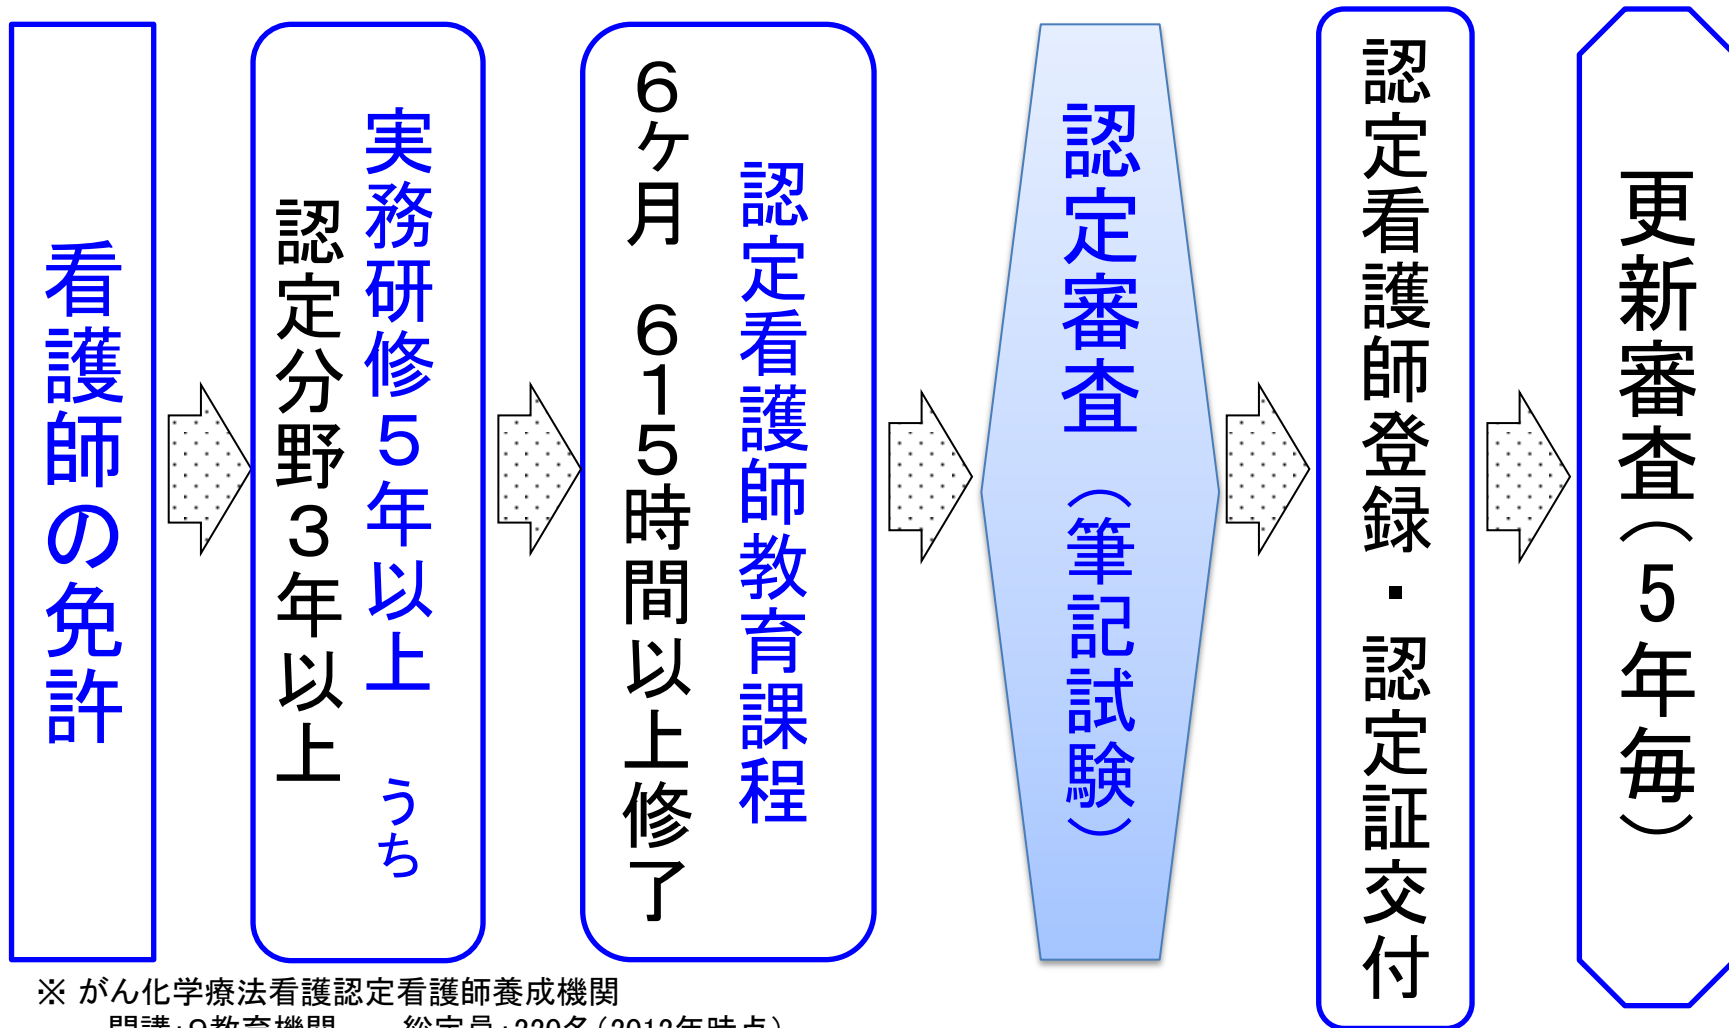 看護師の免許
実務研修５年以上　うち
認定分野３年以上
認定看護師教育課程
６ヶ月　６１５時間以上修了
認定審査（筆記試験）
認定看護師登録・認定証交付
更新審査（５年毎）
※ がん化学療法看護認定看護師養成機関